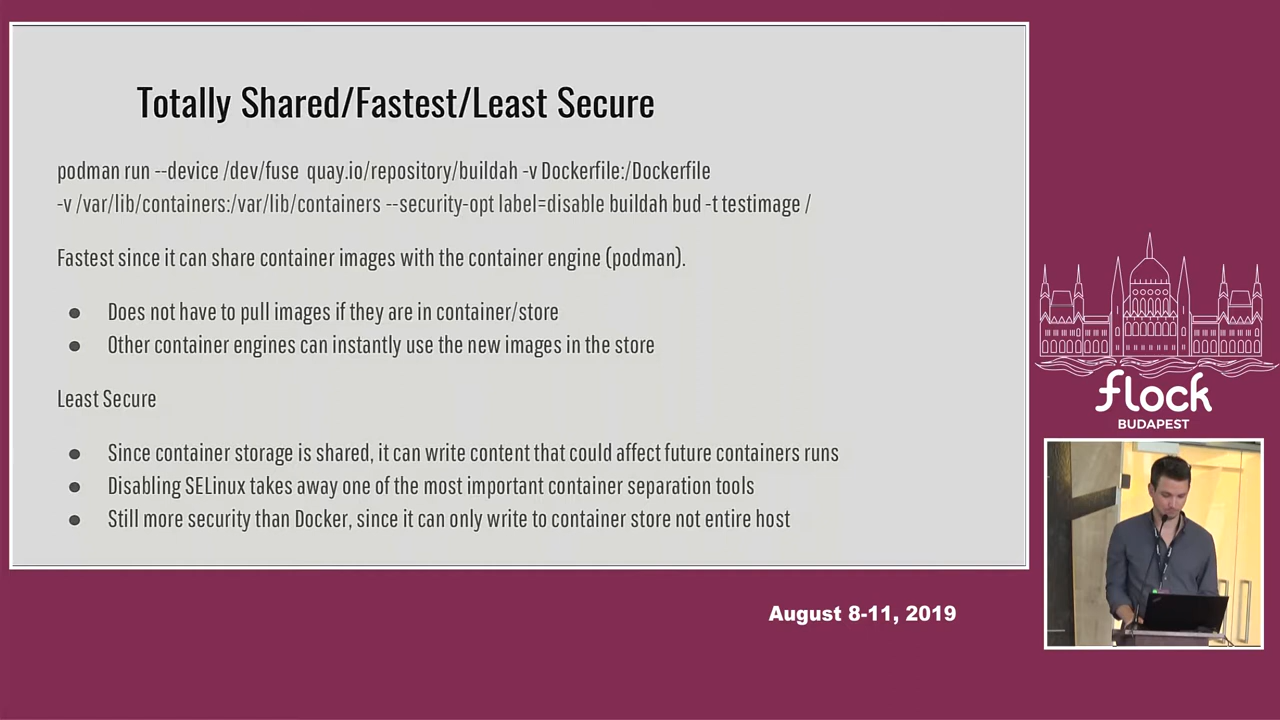 Totally Shared/Fastest/Least Secure
podman run --device /dev/fuse quay.io/repository/buildah -v Dockerfile:/Dockerfile
-v /var/lib/containers:/var/lib/containers --security-opt label=disable buildah bud -t testimage /
Fastest since it can share container images with the container engine (podman).
● Does not have to pull images if they are in container/store
● Other container engines can instantly use the new images in the store
Least Secure
● Since container storage is shared, it can write content that could affect future containers runs
● Disabling SELinux takes away one of the most important container separation tools
● Still more security than Docker, since it can only write to container store not entire host
flock
BUDAPEST
August 8-11, 2019